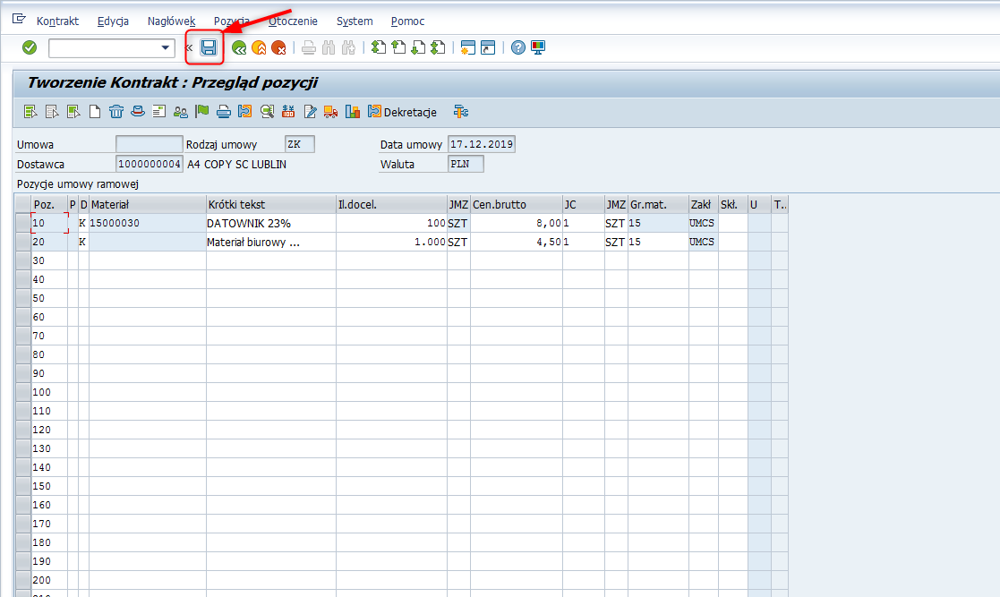 Kontrakt Edycja Nagłówek Pozycja Otoczenie System Pomoc
Tworzenie Kontrakt : Przegląd pozycji
Dekretacje
Umowa Rodzaj umowy ZK Data umowy 17.12.2019
Dostawca 1000000004 A4 COPY SC LUBLIN Waluta PLN
Pozycje umowy ramowej
Poz. P D Materiał Krótki tekst Il.docel. JMZ Cen.brutto JC JMZ Gr.mat. Zakł Skł. U T..
10 K 15000030 DATOWNIK 23% 100 SZT 8,00 1 SZT 15 UMCS
20 K Materiał biurowy ... 1.000 SZT 4,50 1 SZT 15 UMCS
30
40
50
60
70
80
90
100
110
120
130
140
150
160
170
180
190
200